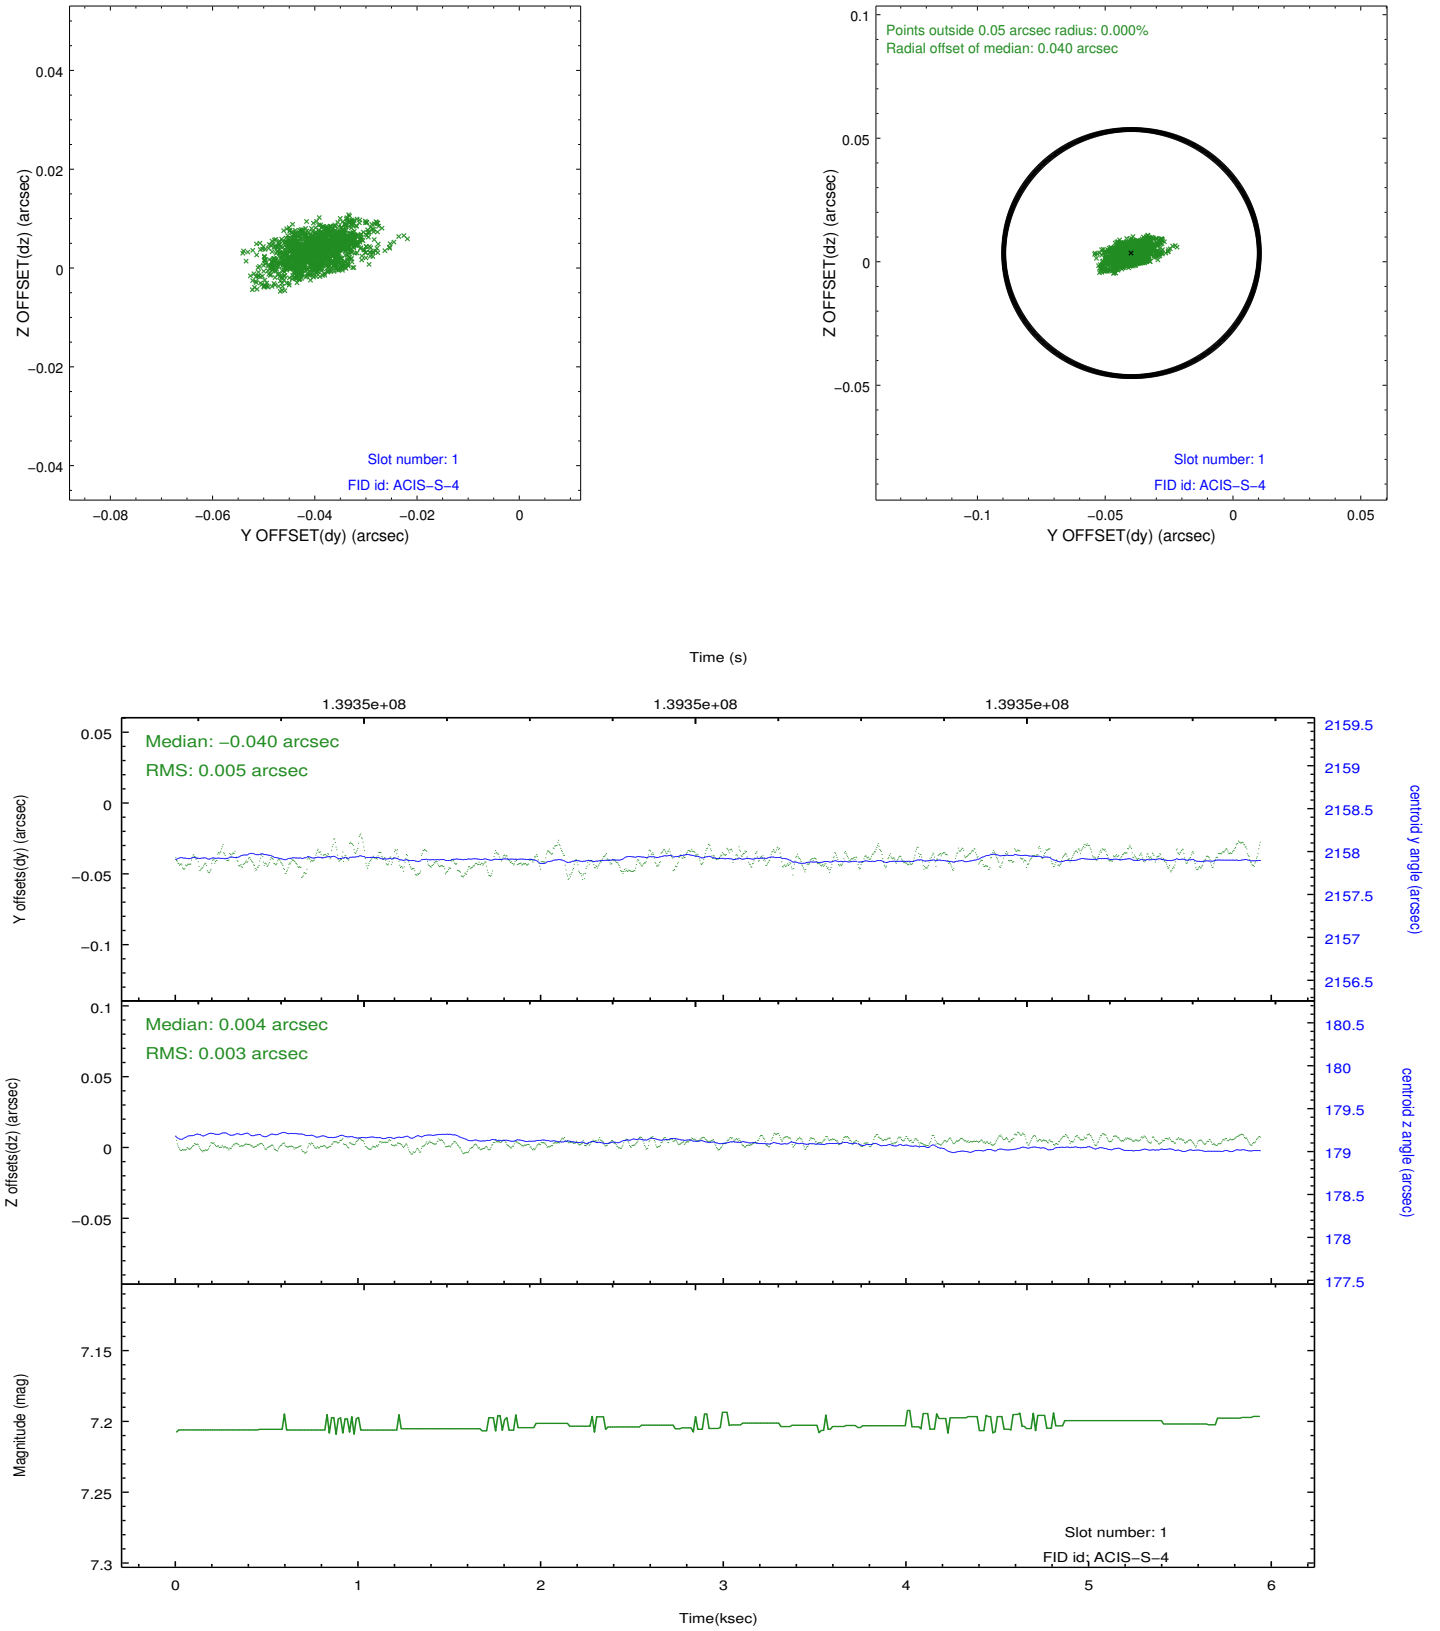 0.04
0.02
0
−0.02
−0.04
Z OFFSET(dz) (arcsec)
Slot number: 1
FID id: ACIS−S−4
−0.08
−0.06
−0.04
−0.02
0
Y OFFSET(dy) (arcsec)
Points outside 0.05 arcsec radius: 0.000%
Radial offset of median: 0.040 arcsec
0.1
0.05
0
−0.05
Z OFFSET(dz) (arcsec)
Slot number: 1
FID id: ACIS−S−4
−0.1
−0.05
0
0.05
Y OFFSET(dy) (arcsec)
Time (s)
1.3935e+08
1.3935e+08
1.3935e+08
Median: −0.040 arcsec
RMS: 0.005 arcsec
0.05
0
−0.05
−0.1
Y offsets(dy) (arcsec)
2159.5
2159
2158.5
2158
2157.5
2157
2156.5
centroid y angle (arcsec)
Median: 0.004 arcsec
RMS: 0.003 arcsec
0.1
0.05
0
−0.05
Z offsets(dz) (arcsec)
180.5
180
179.5
179
178.5
178
177.5
centroid z angle (arcsec)
7.15
7.2
7.25
7.3
Magnitude (mag)
Slot number: 1
FID id: ACIS−S−4
0
1
2
3
4
5
6
Time(ksec)